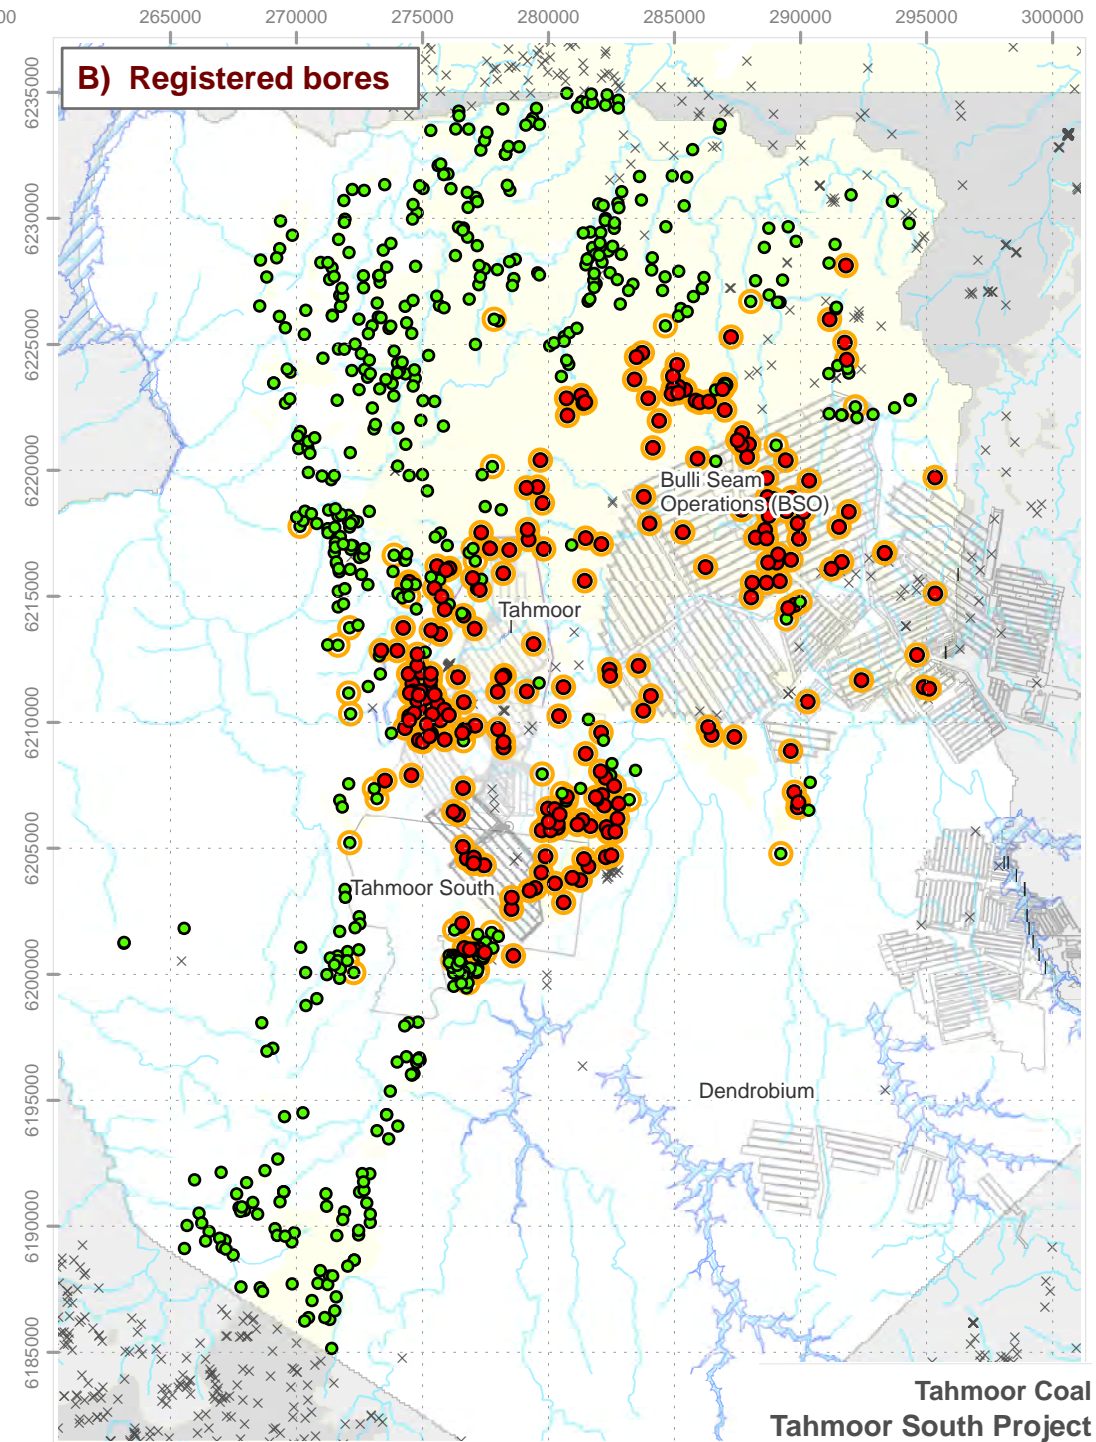 00 265000 270000 275000 280000 285000 290000 295000 300000
B) Registered bores
6235000
6230000
6225000
6220000
Bulli Seam
Operations (BSO)
6215000
Tahmoor
6210000
6205000
Tahmoor South
6200000
6195000
Dendrobium
6190000
6185000
Tahmoor Coal
Tahmoor South Project